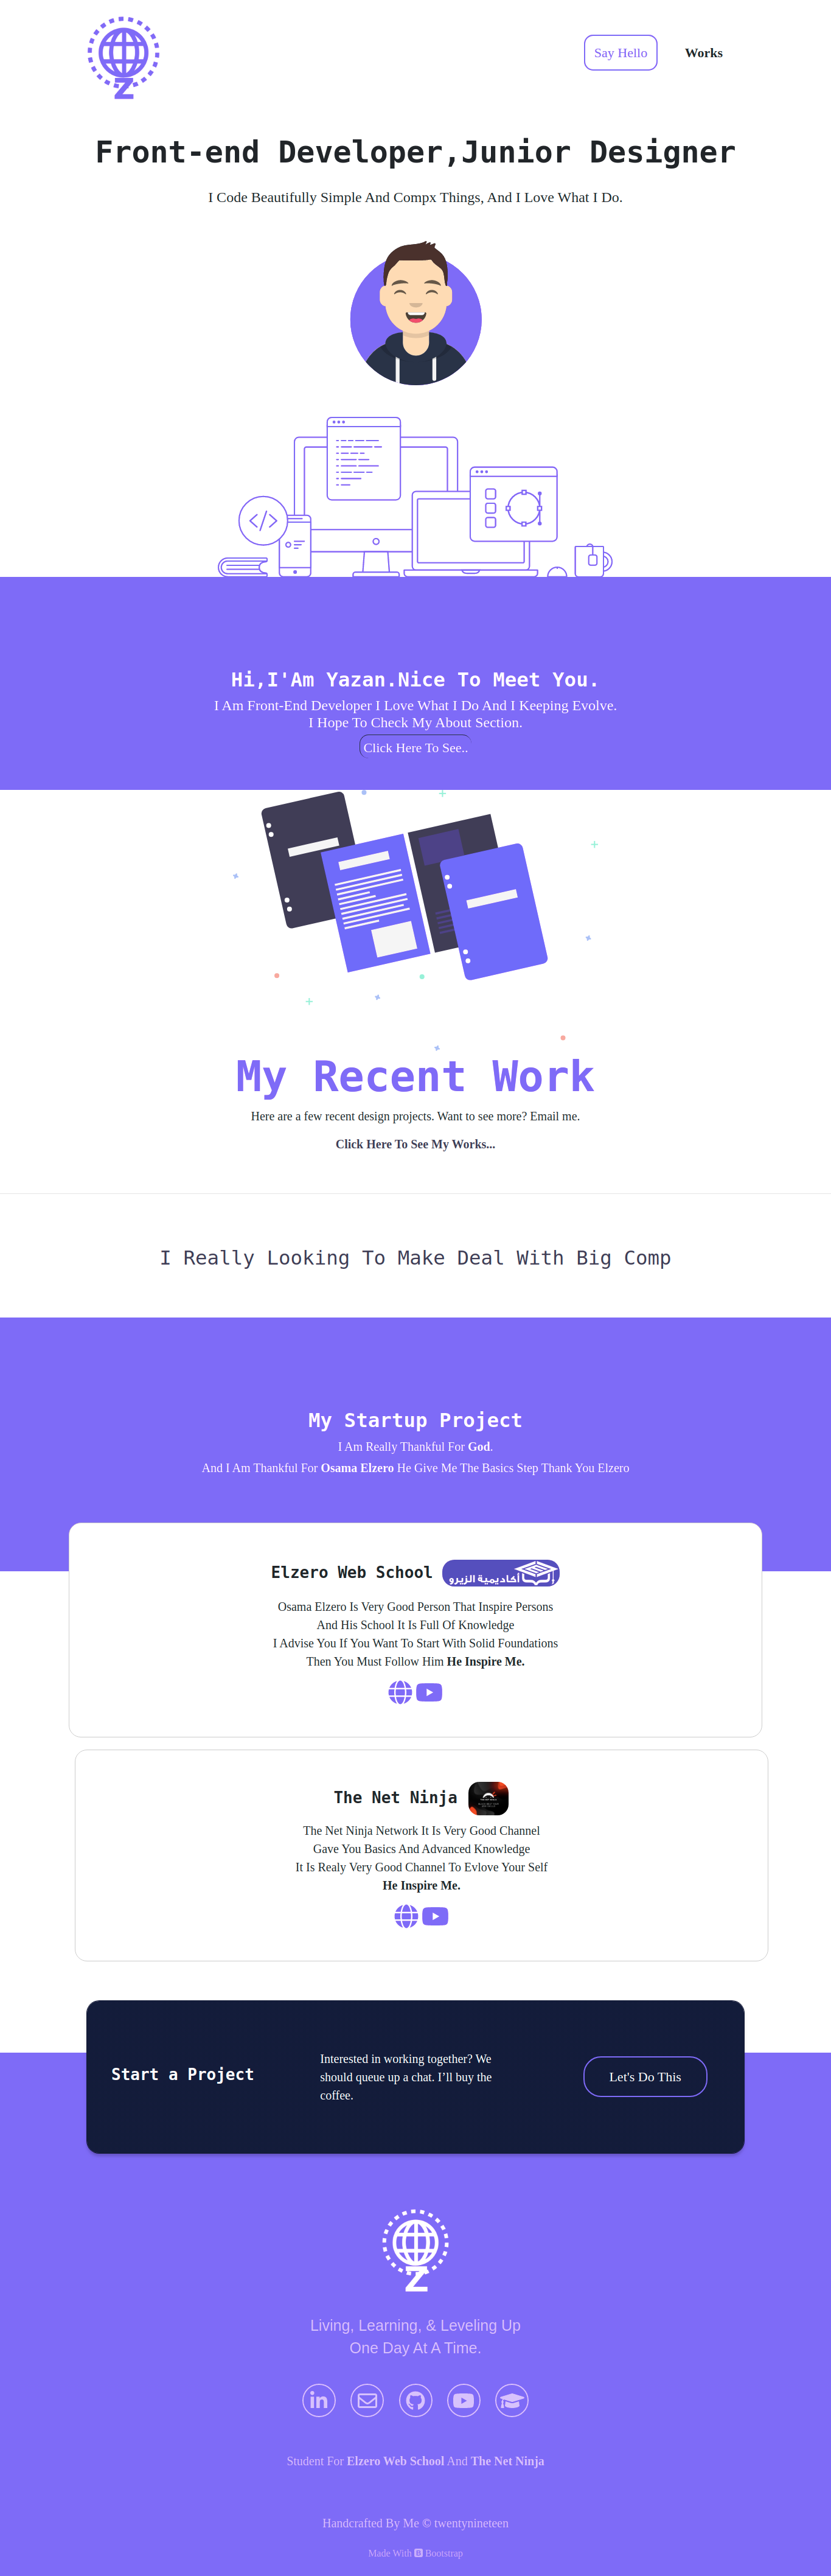 Z
Say Hello
Works
Front-end Developer,Junior Designer
I Code Beautifully Simple And Compx Things, And I Love What I Do.
</>
Hi,I'Am Yazan.Nice To Meet You.
I Am Front-End Developer I Love What I Do And I Keeping Evolve.
I Hope To Check My About Section.
Click Here To See..
My Recent Work
Here are a few recent design projects. Want to see more? Email me.
Click Here To See My Works...
I Really Looking To Make Deal With Big Comp
My Startup Project
I Am Really Thankful For God.
And I Am Thankful For Osama Elzero He Give Me The Basics Step Thank You Elzero
Elzero Web School
أكاديمية الزيرو
Osama Elzero Is Very Good Person That Inspire Persons
And His School It Is Full Of Knowledge
I Advise You If You Want To Start With Solid Foundations
Then You Must Follow Him He Inspire Me.
The Net Ninja
The Net Ninja Network It Is Very Good Channel
Gave You Basics And Advanced Knowledge
It Is Realy Very Good Channel To Evlove Your Self
He Inspire Me.
Start a Project
Interested in working together? We
should queue up a chat. I’ll buy the
coffee.
Let's Do This
Z
Living, Learning, & Leveling Up
One Day At A Time.
in
Student For Elzero Web School And The Net Ninja
Handcrafted By Me © twentynineteen
Made With B Bootstrap